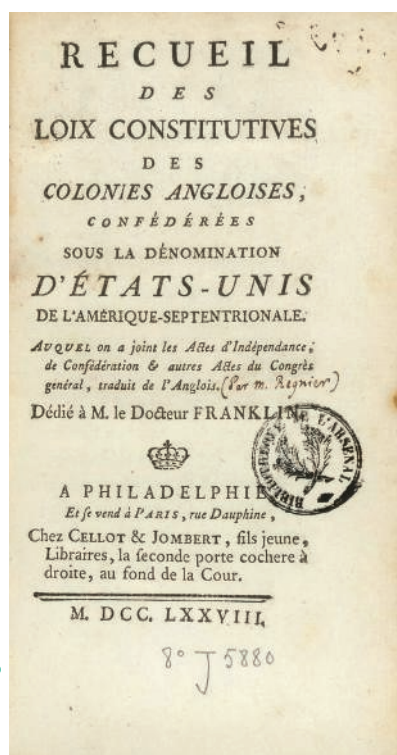 RECUEIL
DES
LOIX CONSTITUTIVES
DES
COLONIES ANGLOISES,
CONFÉDÉRÉES
SOUS LA DÉNOMINATION
D'ÉTATS-UNIS
DE L'AMÉRIQUE-SEPTENTRIONALE.
AUQUEL on a joint les Actes d'Indépendance,
de Confédération & autres Actes du Congrès
général, traduit de l'Anglois. (Par m. Regnier)
Dédié à M. le Docteur FRANKLIN.
BIBLIOTHEQUE DE L'ARSENAL
A PHILADELPHIE
Et se vend à PARIS, rue Dauphine,
Chez CELLOT & JOMBERT, fils jeune,
Libraires, la seconde porte cochere à
droite, au fond de la Cour.
M. DCC. LXXVIII.
8° J 5880